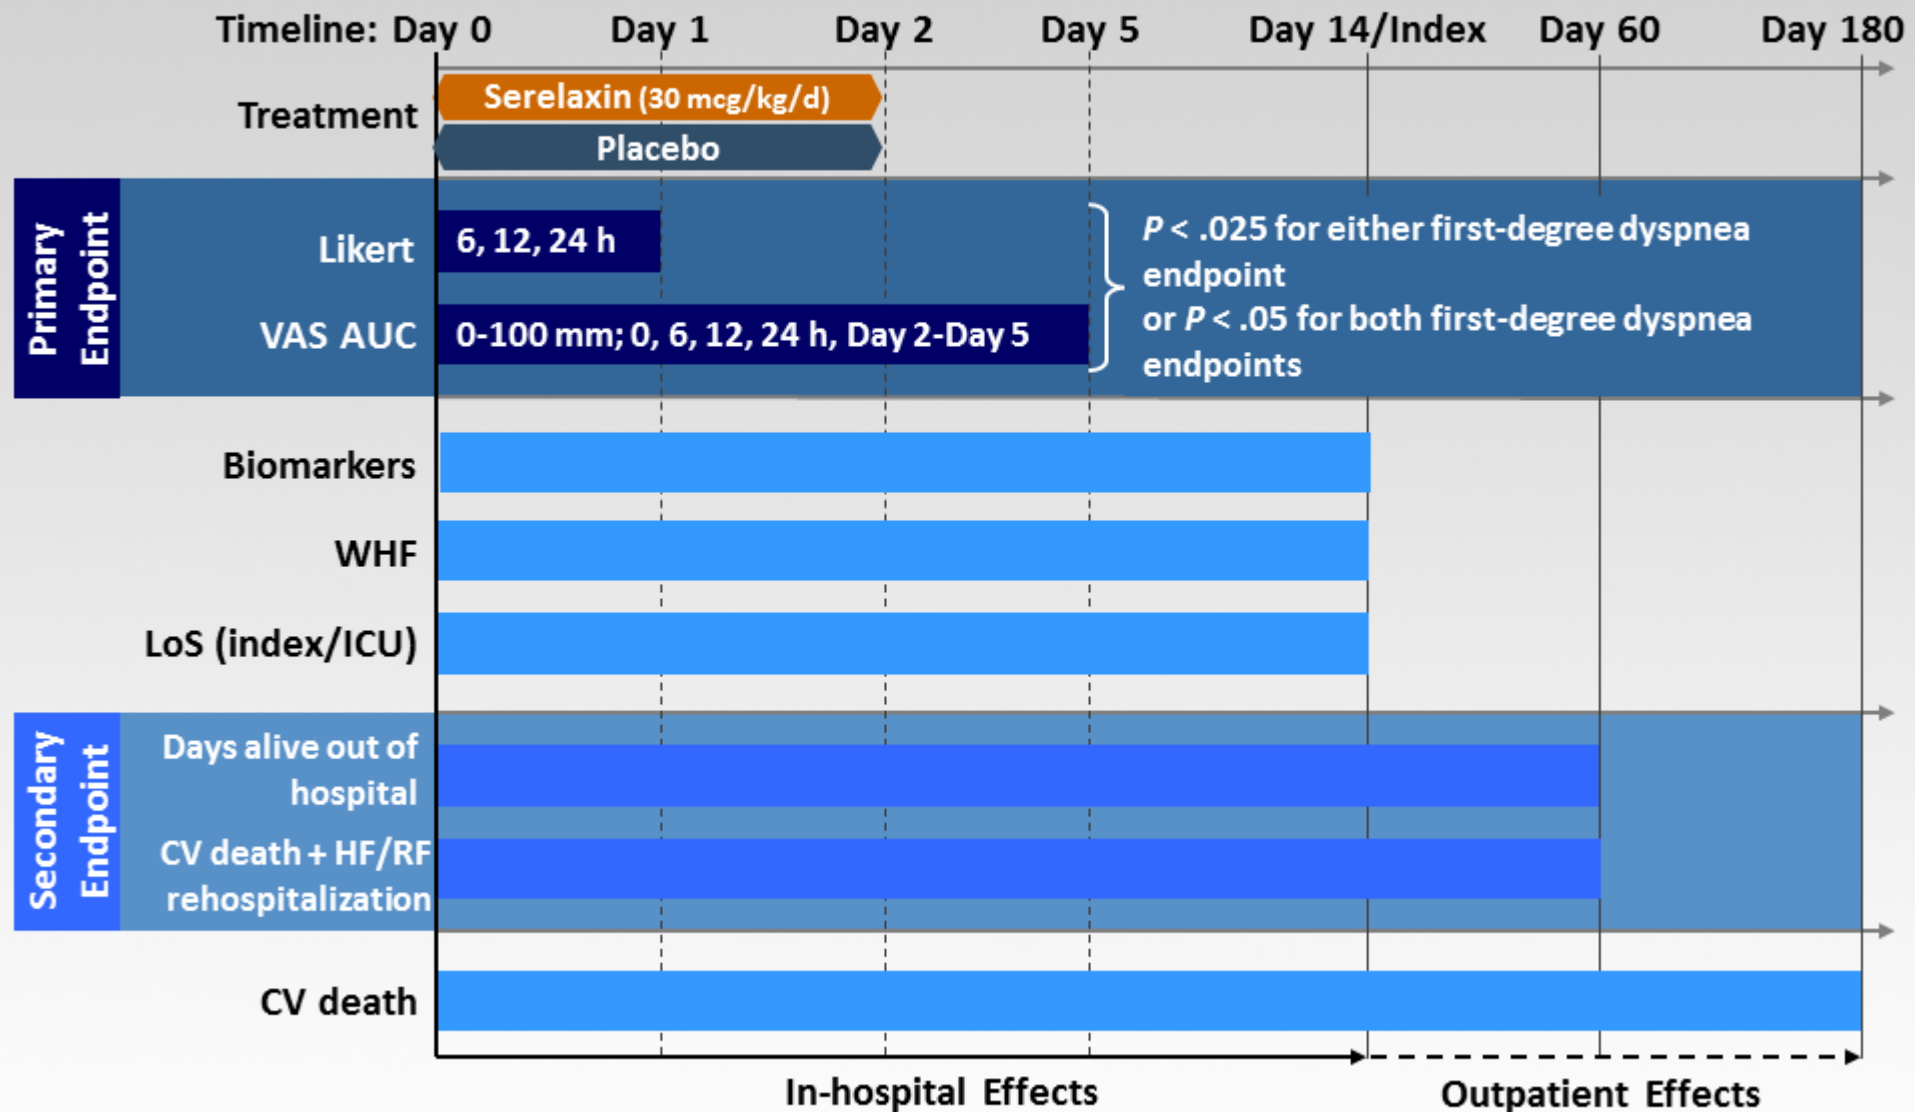 Timeline: Day 0 Day 1 Day 2 Day 5 Day 14/Index Day 60 Day 180
Treatment
Serelaxin (30 mcg/kg/d)
Placebo
Primary
Endpoint
Likert
6, 12, 24 h
VAS AUC
0-100 mm; 0, 6, 12, 24 h, Day 2-Day 5
P < .025 for either first-degree dyspnea
endpoint
or P < .05 for both first-degree dyspnea
endpoints
Biomarkers
WHF
LoS (index/ICU)
Secondary
Endpoint
Days alive out of
hospital
CV death + HF/RF
rehospitalization
CV death
In-hospital Effects
Outpatient Effects